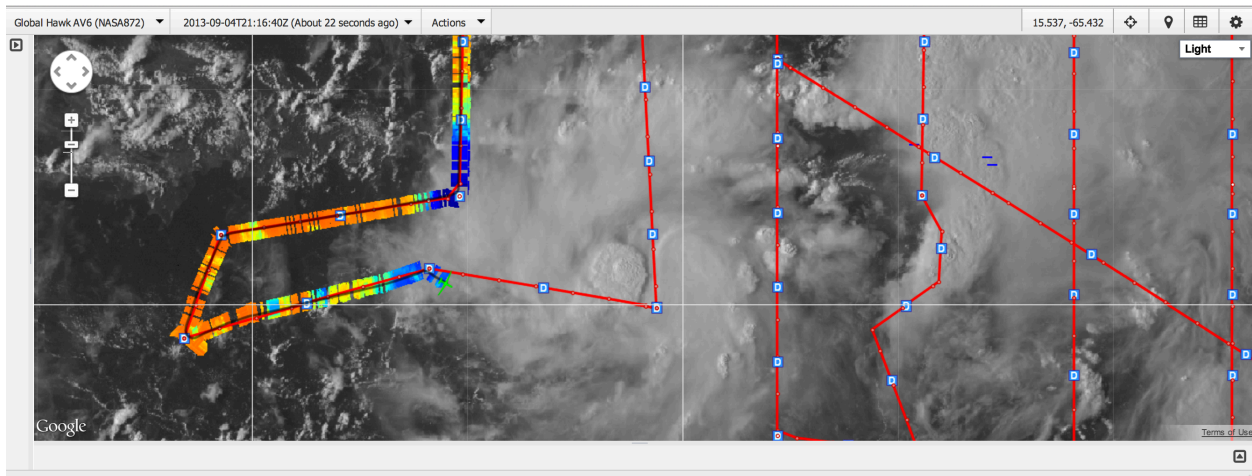 Global Hawk AV6 (NASA872) 2013-09-04T21:16:40Z (About 22 seconds ago) Actions 15.537, -65.432
Light
D D D D
D D D D
D D D D
D D D D
D D D D D
D D D D
D D D
D D D D D
D D D
D
Google
Terms of Use